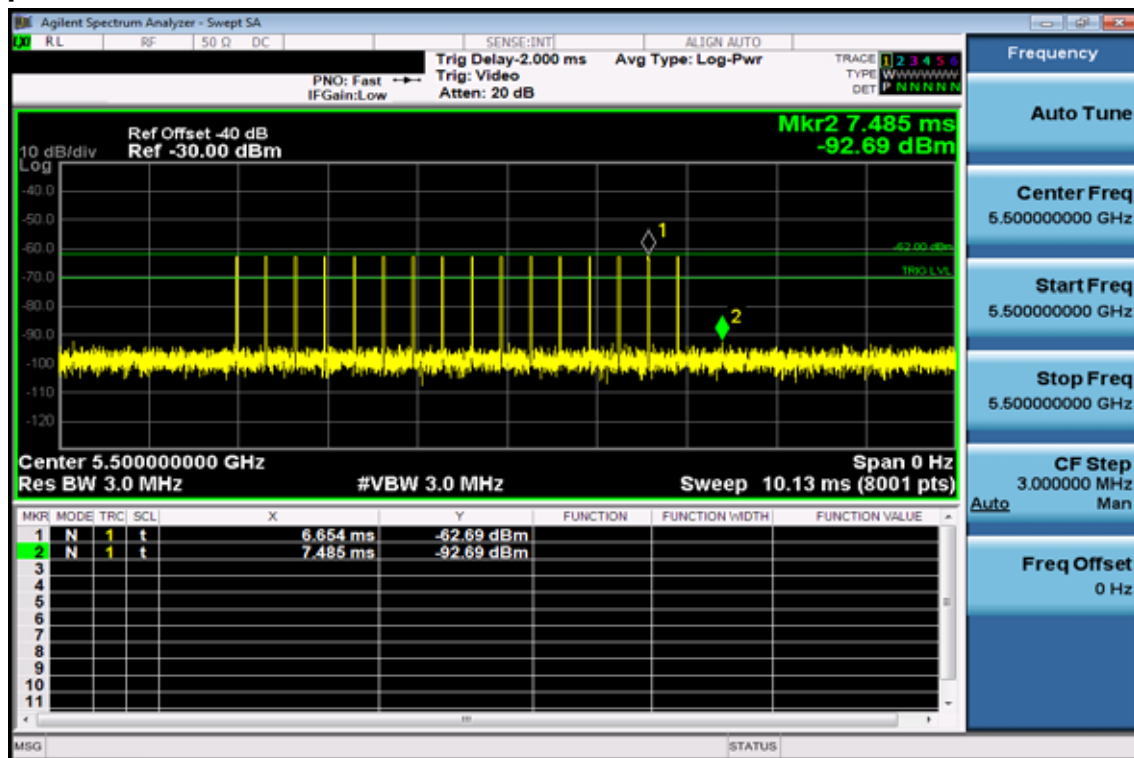 Agilent Spectrum Analyzer - Swept SA
RL RF 50 Ω DC SENSE:INT ALIGN AUTO
Trig Delay-2.000 ms Avg Type: Log-Pwr TRACE 1 2 3 4 5 6
PNO: Fast Trig: Video TYPE WWWWWWW
IFGain:Low Atten: 20 dB DET P N N N N N
Mkr2 7.485 ms
Ref Offset -40 dB -92.69 dBm
10 dB/div Ref -30.00 dBm
Log
-40.0
-50.0
1
-60.0
-62.00 dBm
-70.0
TRIG LVL
-80.0
2
-90.0
-100
-110
-120
Center 5.500000000 GHz Span 0 Hz
Res BW 3.0 MHz #VBW 3.0 MHz Sweep 10.13 ms (8001 pts)
MKR MODE TRC SCL X Y FUNCTION FUNCTION WIDTH FUNCTION VALUE
1 N 1 t 6.654 ms -62.69 dBm
2 N 1 t 7.485 ms -92.69 dBm
3
4
5
6
7
8
9
10
11
MSG STATUS
Frequency
Auto Tune
Center Freq
5.500000000 GHz
Start Freq
5.500000000 GHz
Stop Freq
5.500000000 GHz
CF Step
3.000000 MHz
Auto Man
Freq Offset
0 Hz